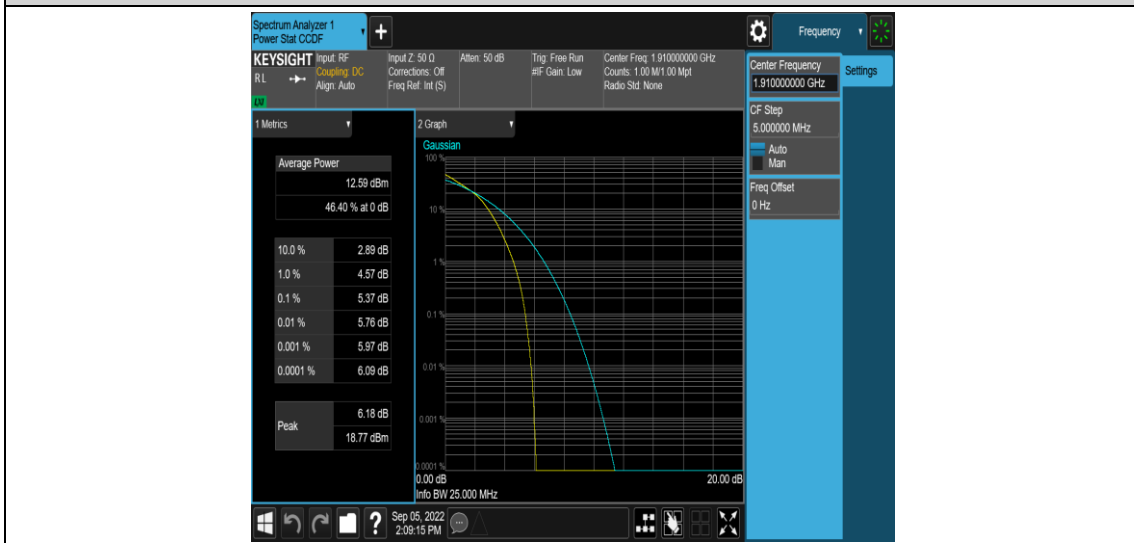 Spectrum Analyzer 1
Power Stat CCDF
+
Frequency
KEYSIGHT
RL
LXI
Input: RF
Coupling: DC
Align: Auto
Input Z: 50 Ω
Corrections: Off
Freq Ref: Int (S)
Atten: 50 dB
Trig: Free Run
#IF Gain: Low
Center Freq: 1.910000000 GHz
Counts: 1.00 M/1.00 Mpt
Radio Std: None
Center Frequency
1.910000000 GHz
Settings
CF Step
5.000000 MHz
Auto
Man
Freq Offset
0 Hz
1 Metrics
Average Power
12.59 dBm
46.40 % at 0 dB
10.0 % 2.89 dB
1.0 % 4.57 dB
0.1 % 5.37 dB
0.01 % 5.76 dB
0.001 % 5.97 dB
0.0001 % 6.09 dB
Peak
6.18 dB
18.77 dBm
2 Graph
Gaussian
100 %
10 %
1 %
0.1 %
0.01 %
0.001 %
0.0001 %
0.00 dB 20.00 dB
Info BW 25.000 MHz
?
Sep 05, 2022
2:09:15 PM